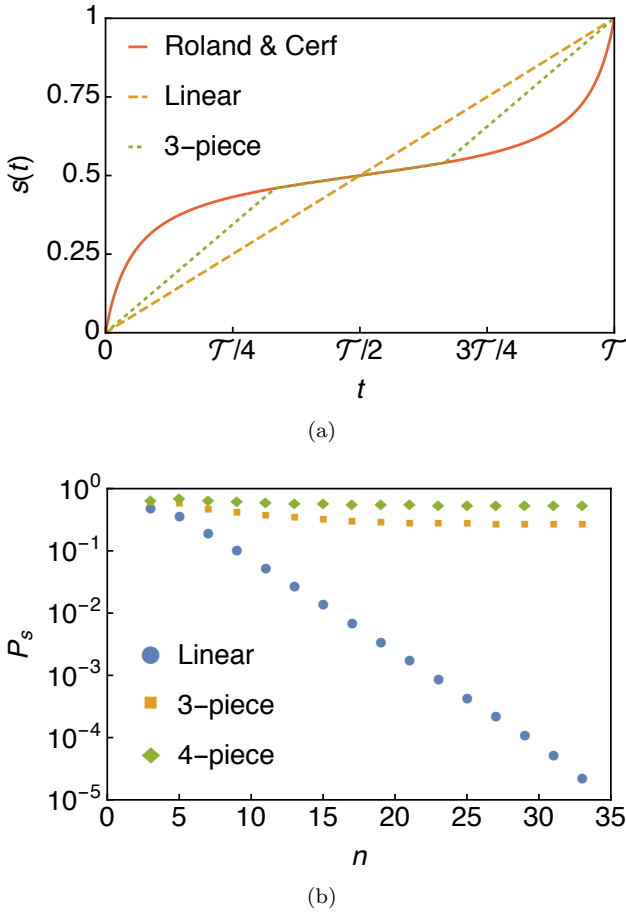 1
0.75
0.5
0.25
0
s(t)
Roland & Cerf
Linear
3-piece
0
𝒯/4
𝒯/2
3𝒯/4
𝒯
t
(a)
10^0
10^-1
10^-2
10^-3
10^-4
10^-5
P_s
Linear
3-piece
4-piece
0
5
10
15
20
25
30
35
n
(b)